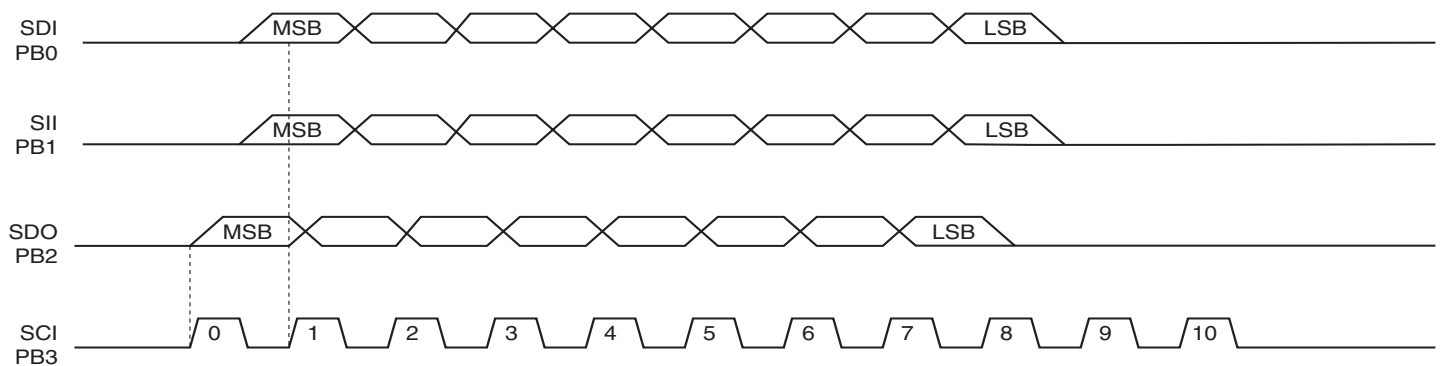 SDI
PB0
MSB LSB
SII
PB1
MSB LSB
SDO
PB2
MSB LSB
SCI
PB3
0 1 2 3 4 5 6 7 8 9 10